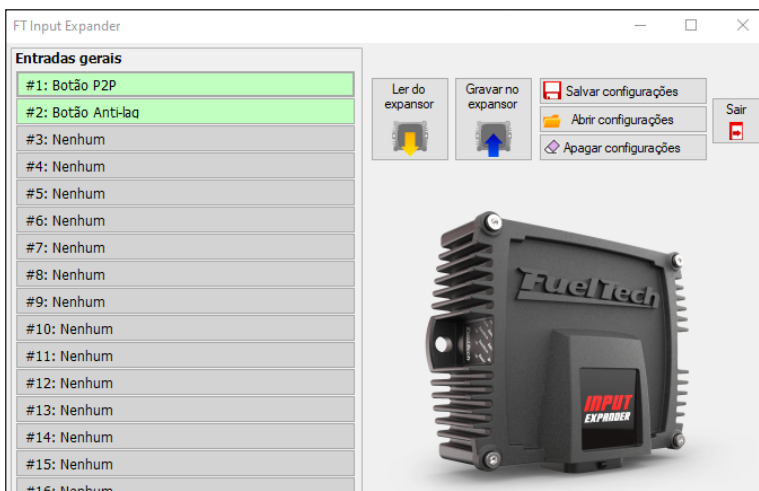 FT Input Expander
Entradas gerais
#1: Botão P2P
#2: Botão Anti-lag
#3: Nenhum
#4: Nenhum
#5: Nenhum
#6: Nenhum
#7: Nenhum
#8: Nenhum
#9: Nenhum
#10: Nenhum
#11: Nenhum
#12: Nenhum
#13: Nenhum
#14: Nenhum
#15: Nenhum
#16: Nenhum
Ler do
expansor
Gravar no
expansor
Salvar configurações
Abrir configurações
Apagar configurações
Sair
FuelTech
INPUT
EXPANDER